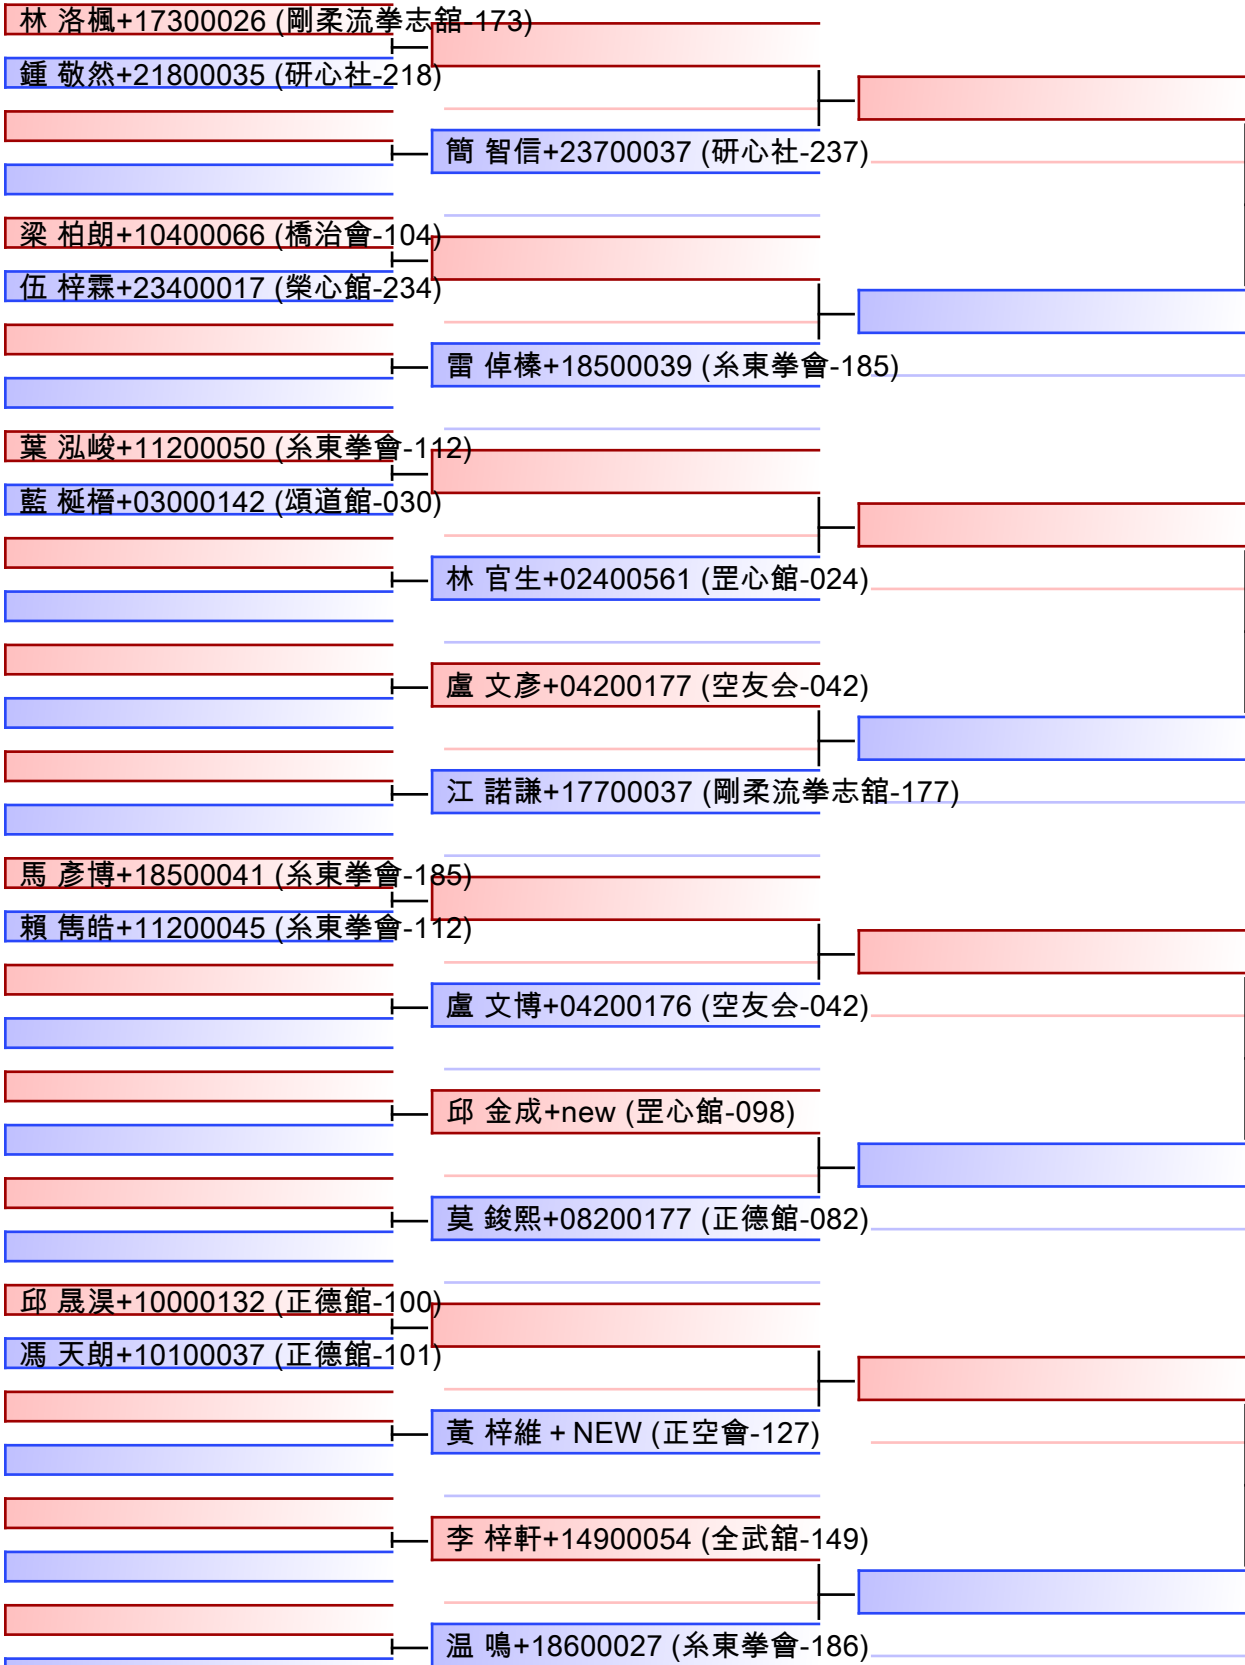 林 洛楓+17300026 (剛柔流拳志舘-173)
鍾 敬然+21800035 (研心社-218)
簡 智信+23700037 (研心社-237)
梁 柏朗+10400066 (橋治會-104)
伍 梓霖+23400017 (榮心館-234)
雷 倬榛+18500039 (糸東拳會-185)
葉 泓峻+11200050 (糸東拳會-112)
藍 梴榗+03000142 (頌道館-030)
林 官生+02400561 (罡心館-024)
盧 文彥+04200177 (空友会-042)
江 諾謙+17700037 (剛柔流拳志舘-177)
馬 彥博+18500041 (糸東拳會-185)
賴 雋皓+11200045 (糸東拳會-112)
盧 文博+04200176 (空友会-042)
邱 金成+new (罡心館-098)
莫 鋑熙+08200177 (正德館-082)
邱 晟淏+10000132 (正德館-100)
馮 天朗+10100037 (正德館-101)
黃 梓維 + NEW (正空會-127)
李 梓軒+14900054 (全武舘-149)
温 鳴+18600027 (糸東拳會-186)